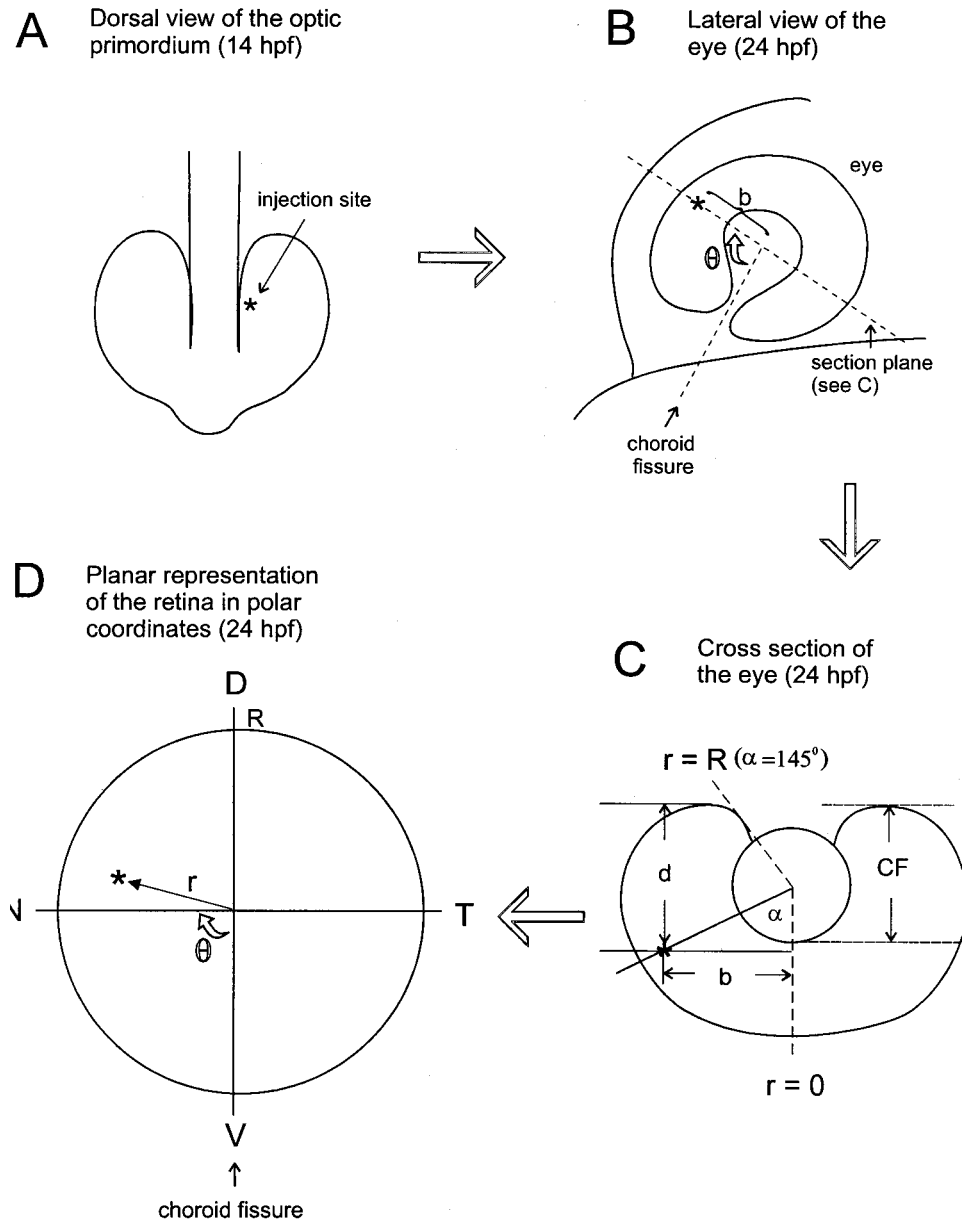 A
Dorsal view of the optic
primordium (14 hpf)
injection site
*
B
Lateral view of
the eye (24 hpf)
eye
*
b
θ
section plane
(see C)
choroid
fissure
D
Planar representation
of the retina in polar
coordinates (24 hpf)
D
R
*
r
N
T
θ
V
choroid fissure
C
Cross section of
the eye (24 hpf)
r = R (α =145⁰)
d
CF
α
*
b
r = 0